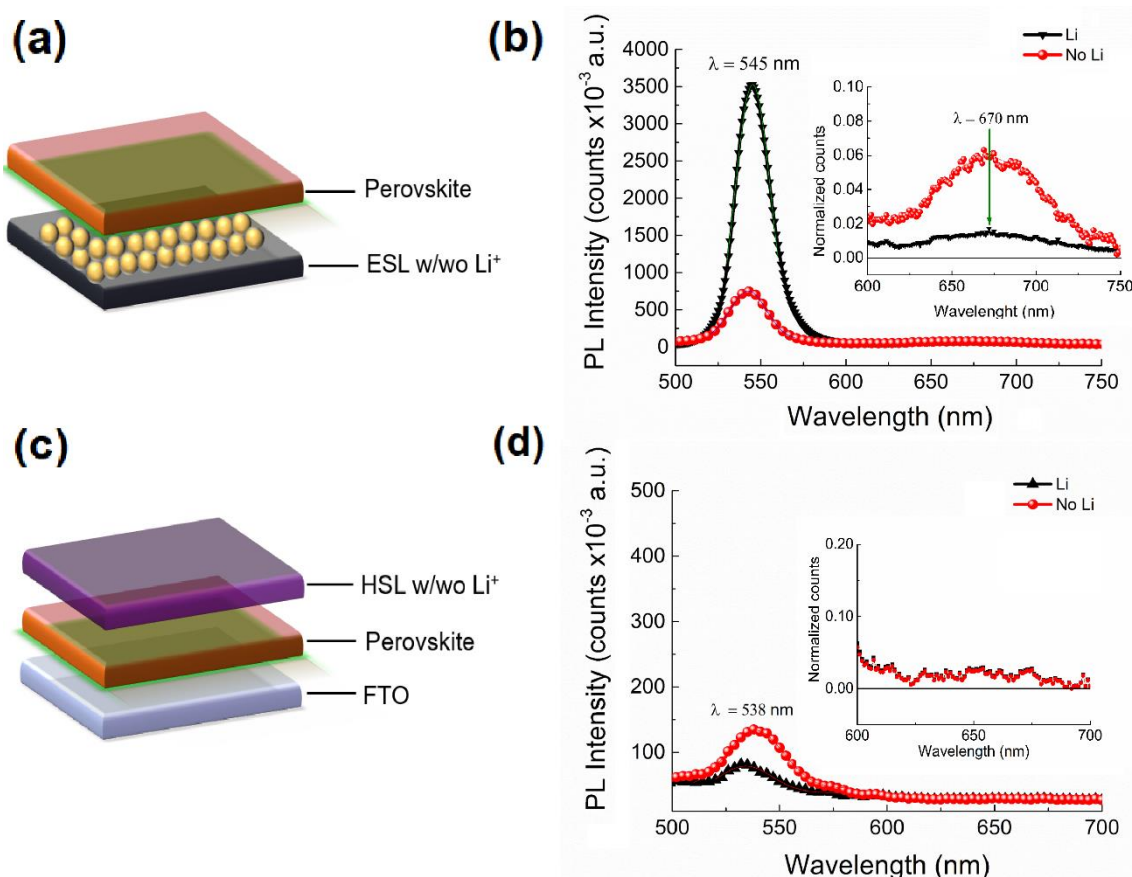 (a)
Perovskite
ESL w/wo Li⁺
(b)
PL Intensity (counts x10⁻³ a.u.)
4000
3500
3000
2500
2000
1500
1000
500
0
λ = 545 nm
Li
No Li
500 550 600 650 700 750
Wavelength (nm)
Normalized counts
0.10
0.08
0.06
0.04
0.02
0.00
λ = 670 nm
600 650 700 750
Wavelenght (nm)
(c)
HSL w/wo Li⁺
Perovskite
FTO
(d)
PL Intensity (counts x10⁻³ a.u.)
500
400
300
200
100
λ = 538 nm
Li
No Li
500 550 600 650 700
Wavelength (nm)
Normalized counts
0.20
0.10
0.00
600 650 700
Wavelength (nm)